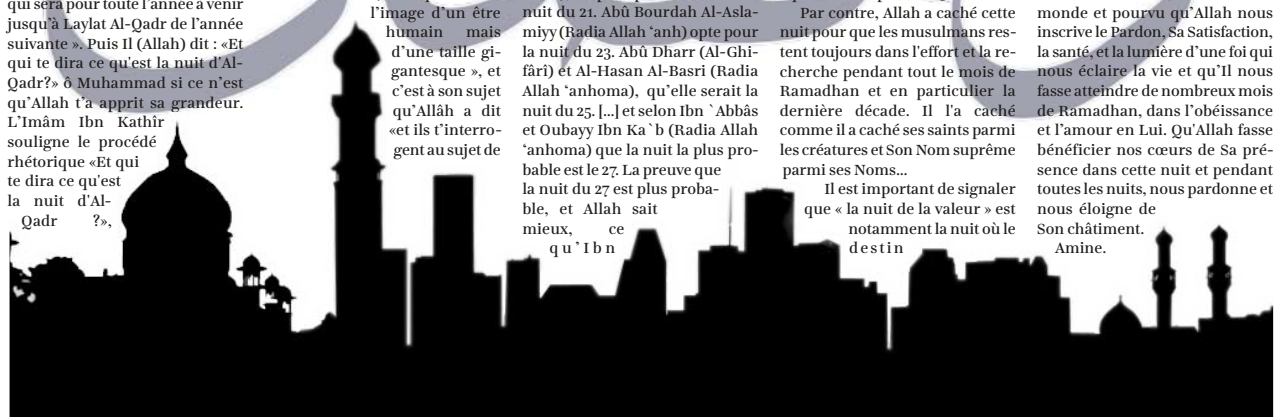 qui sera pour toute l'année à venir
jusqu'à Laylat Al-Qadr de l'année
suivante ». Puis Il (Allah) dit : «Et
qui te dira ce qu'est la nuit d'Al-
Qadr?» ô Muhammad si ce n'est
qu'Allah t'a apprit sa grandeur.
L'Imâm Ibn Kathîr
souligne le procédé
rhétorique «Et qui
te dira ce qu'est
la nuit d'Al-
Qadr ?»,
l'image d'un être
humain mais
d'une taille gi-
gantesque », et
c'est à son sujet
qu'Allâh a dit
«et ils t'interro-
gent au sujet de
nuit du 21. Abû Bourdah Al-Asla-
miyy (Radia Allah ‘anh) opte pour
la nuit du 23. Abû Dharr (Al-Ghi-
fârî) et Al-Hasan Al-Basri (Radia
Allah ‘anhoma), qu'elle serait la
nuit du 25. [...] et selon Ibn `Abbâs
et Oubayy Ibn Ka`b (Radia Allah
‘anhoma) que la nuit la plus pro-
bable est le 27. La preuve que
la nuit du 27 est plus proba-
ble, et Allah sait
mieux, ce
qu'Ibn
Par contre, Allah a caché cette
nuit pour que les musulmans res-
tent toujours dans l'effort et la re-
cherche pendant tout le mois de
Ramadhan et en particulier la
dernière décade. Il l'a caché
comme il a caché ses saints parmi
les créatures et Son Nom suprême
parmi ses Noms...
Il est important de signaler
que « la nuit de la valeur » est
notamment la nuit où le
destin
monde et pourvu qu'Allah nous
inscrive le Pardon, Sa Satisfaction,
la santé, et la lumière d'une foi qui
nous éclaire la vie et qu'Il nous
fasse atteindre de nombreux mois
de Ramadhan, dans l'obéissance
et l'amour en Lui. Qu'Allah fasse
bénéficier nos cœurs de Sa pré-
sence dans cette nuit et pendant
toutes les nuits, nous pardonne et
nous éloigne de
Son châtiment.
Amine.